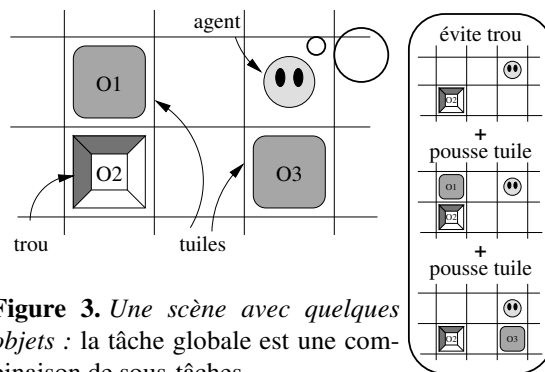 agent
O1
O2
O3
trou
tuiles
évite trou
O2
+
pousse tuile
O1
O2
+
pousse tuile
O2
O3
Figure 3. Une scène avec quelques
objets : la tâche globale est une com-
binaison de sous-tâches